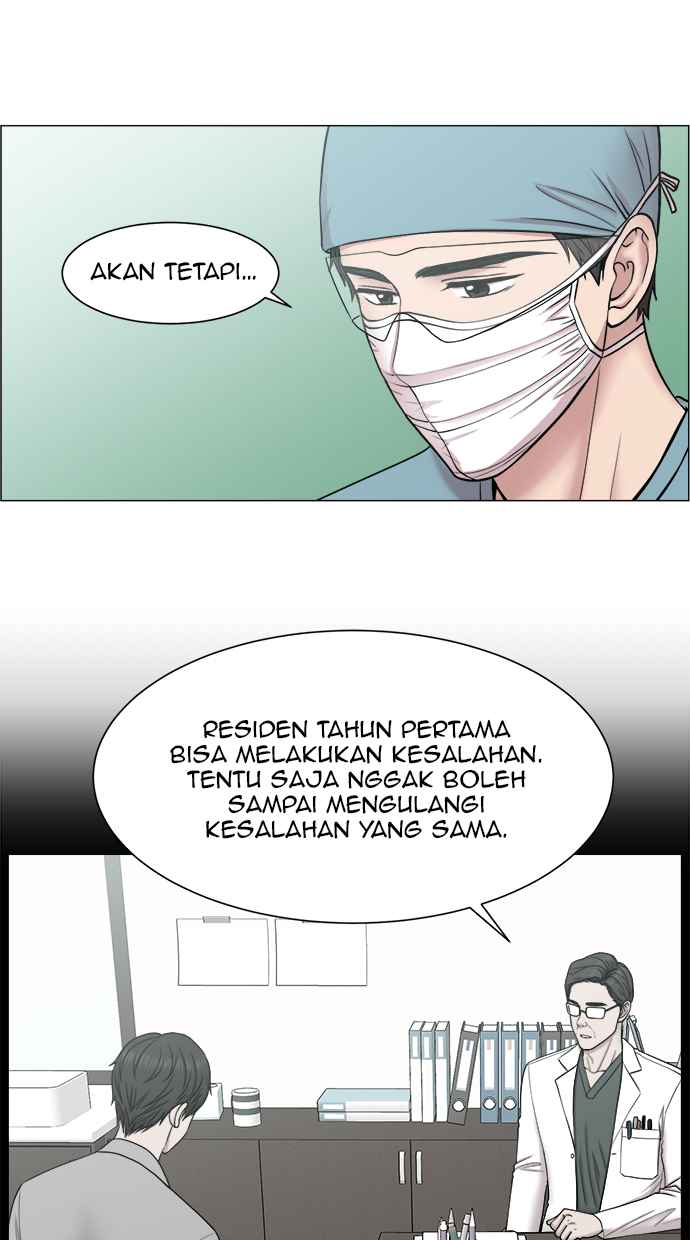 AKAN TETAPI...
RESIDEN TAHUN PERTAMA
BISA MELAKUKAN KESALAHAN.
TENTU SAJA NGGAK BOLEH
SAMPAI MENGULANGI
KESALAHAN YANG SAMA.